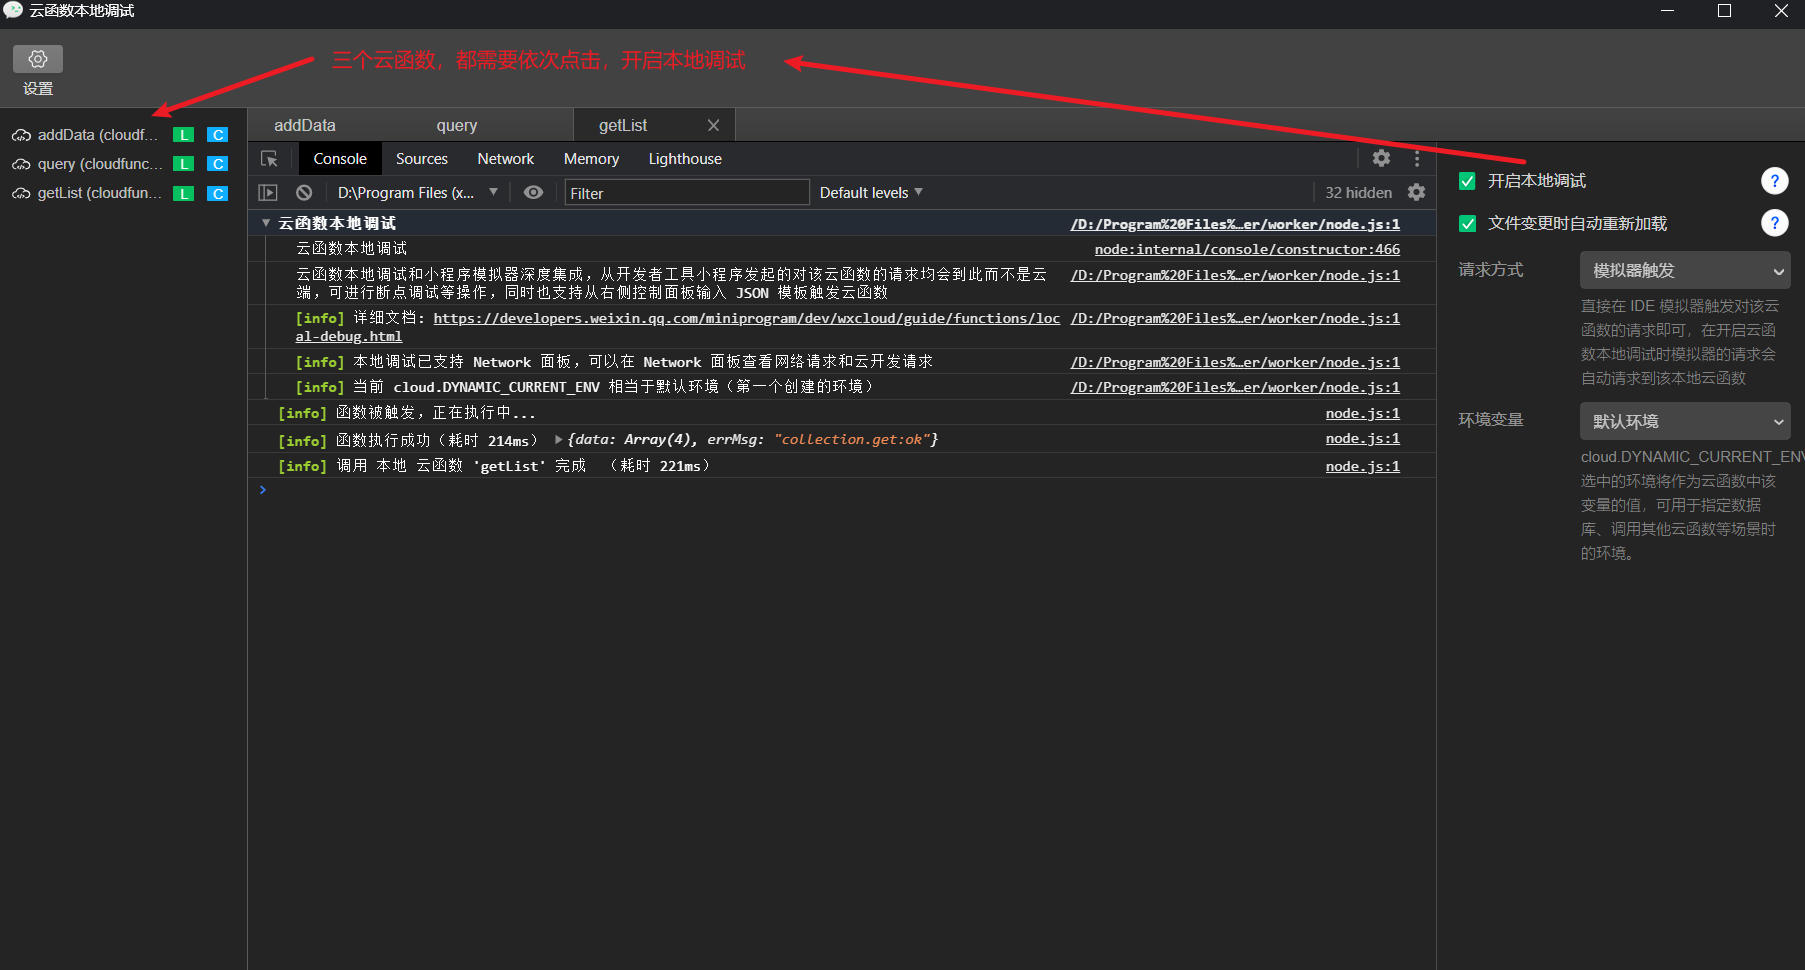 云函数本地调试
设置
三个云函数，都需要依次点击，开启本地调试
addData (cloudf... L C
query (cloudfunc... L C
getList (cloudfun... L C
addData query getList
Console Sources Network Memory Lighthouse
D:\Program Files (x... Filter Default levels 32 hidden
云函数本地调试 /D:/Program%20Files%…er/worker/node.js:1
云函数本地调试 node:internal/console/constructor:466
云函数本地调试和小程序模拟器深度集成，从开发者工具小程序发起的对该云函数的请求均会到此而不是云 /D:/Program%20Files%…er/worker/node.js:1
端，可进行断点调试等操作，同时也支持从右侧控制面板输入 JSON 模板触发云函数
[info] 详细文档: https://developers.weixin.qq.com/miniprogram/dev/wxcloud/guide/functions/loc /D:/Program%20Files%…er/worker/node.js:1
al-debug.html
[info] 本地调试已支持 Network 面板，可以在 Network 面板查看网络请求和云开发请求 /D:/Program%20Files%…er/worker/node.js:1
[info] 当前 cloud.DYNAMIC_CURRENT_ENV 相当于默认环境（第一个创建的环境） /D:/Program%20Files%…er/worker/node.js:1
[info] 函数被触发，正在执行中... node.js:1
[info] 函数执行成功（耗时 214ms） {data: Array(4), errMsg: "collection.get:ok"} node.js:1
[info] 调用 本地 云函数 'getList' 完成 （耗时 221ms） node.js:1
开启本地调试 ?
文件变更时自动重新加载 ?
请求方式 模拟器触发
直接在 IDE 模拟器触发对该云
函数的请求即可，在开启云函
数本地调试时模拟器的请求会
自动请求到该本地云函数
环境变量 默认环境
cloud.DYNAMIC_CURRENT_ENV
选中的环境将作为云函数中该
变量的值，可用于指定数据
库、调用其他云函数等场景时
的环境。